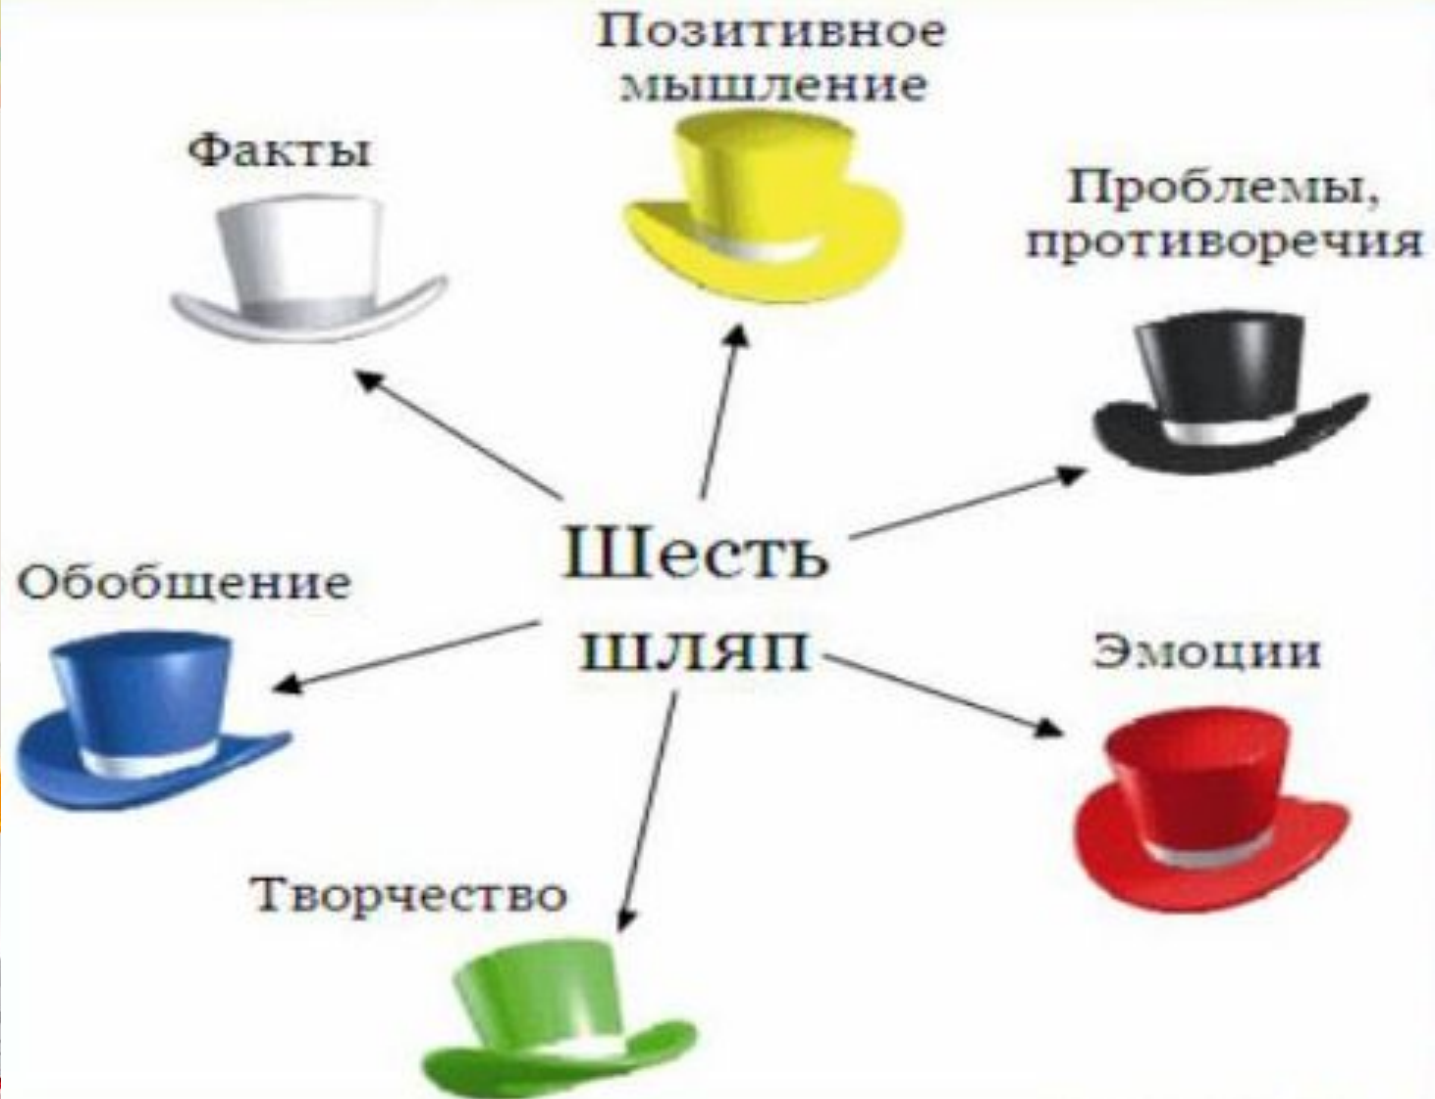 Позитивное
мышление
Факты
Проблемы,
противоречия
Шесть
шляп
Обобщение
Эмоции
Творчество